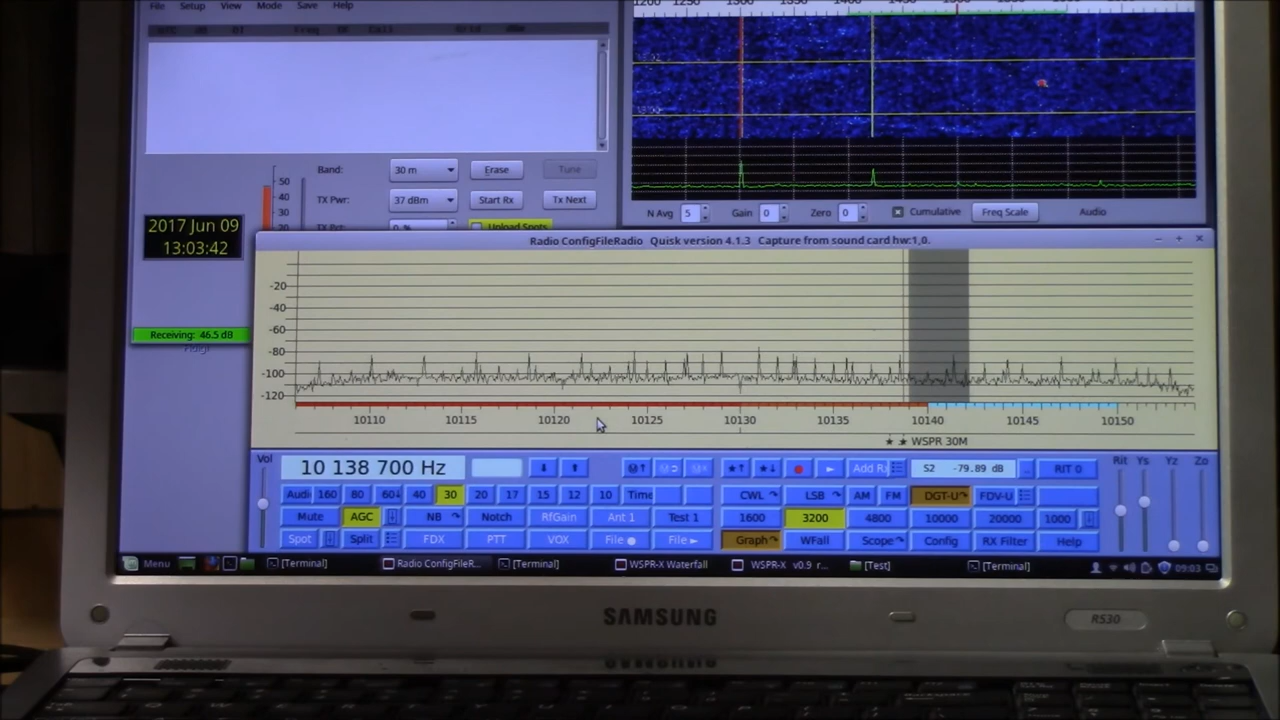 File Setup View Mode Save Help
1200 1250 1300
N Avg 5 Gain 0 Zero 0 Cumulative Freq Scale Audio
Band: 30 m Erase Tune
50
40
30
TX Pwr: 37 dBm Start Rx Tx Next
Upload Spots
2017 Jun 09
13:03:42
Receiving: 46.5 dB
Radio ConfigFileRadio Quisk version 4.1.3 Capture from sound card hw:1,0.
-20
-40
-60
-80
-100
-120
10110 10115 10120 10125 10130 10135 10140 10145 10150
★ ★ WSPR 30M
Vol 10 138 700 Hz Add Rx S2 -79.89 dB .. RIT 0 Rit Ys Yz Zo
Audi 160 80 60 40 30 20 17 15 12 10 Time CWL LSB AM FM DGT-U FDV-U
Mute AGC NB Notch RfGain Ant 1 Test 1 1600 3200 4800 10000 20000 1000
Spot Split FDX PTT VOX File ● File ► Graph WFall Scope Config RX Filter Help
Menu [Terminal] Radio ConfigFileR... [Terminal] WSPR-X Waterfall WSPR-X v0.9 r... [Test] [Terminal] 09:03
SAMSUNG
R530